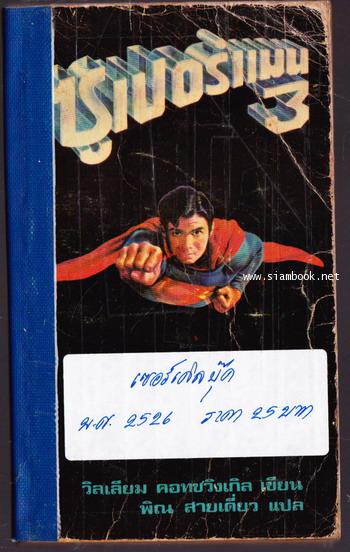 ซูเปอร์แมน
3
www.siambook.net
เซอร์เคิลบุ๊ค
พ.ศ. 2526 ราคา 25 บาท
วิลเลียม คอทซวิงเกิล เขียน
พิณ สายเดี่ยว แปล